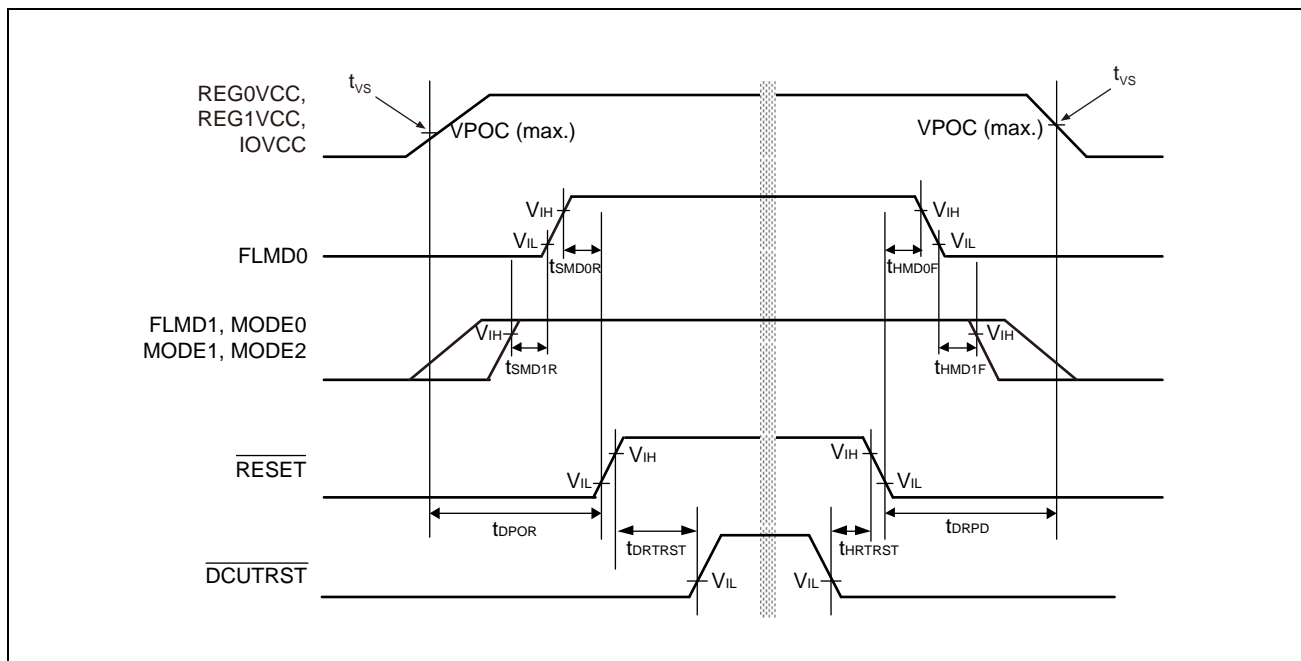 tVS
tVS
REG0VCC,
REG1VCC,
IOVCC
VPOC (max.)
VPOC (max.)
VIH
VIH
VIL
VIL
FLMD0
tSMD0R
tHMD0F
FLMD1, MODE0
MODE1, MODE2
VIH
VIH
tSMD1R
tHMD1F
RESET
VIH
VIH
VIL
VIL
tDPOR
tDRTRST
tHRTRST
tDRPD
DCUTRST
VIL
VIL